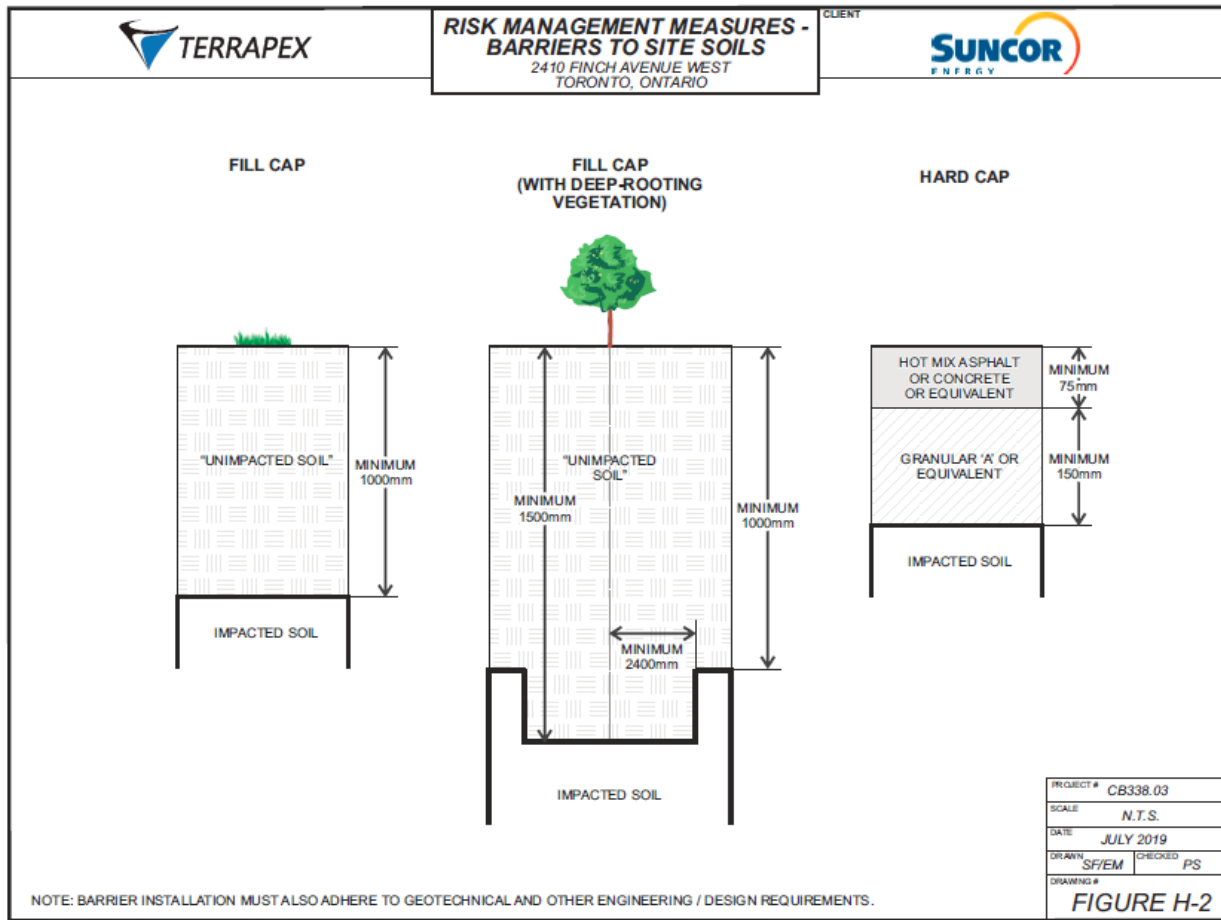 TERRAPEX
RISK MANAGEMENT MEASURES -
BARRIERS TO SITE SOILS
2410 FINCH AVENUE WEST
TORONTO, ONTARIO
CLIENT
SUNCOR
ENERGY
FILL CAP
FILL CAP
(WITH DEEP-ROOTING
VEGETATION)
HARD CAP
"UNIMPACTED SOIL"
MINIMUM
1000mm
IMPACTED SOIL
"UNIMPACTED
SOIL"
MINIMUM
1500mm
MINIMUM
1000mm
MINIMUM
2400mm
IMPACTED SOIL
HOT MIX ASPHALT
OR CONCRETE
OR EQUIVALENT
MINIMUM
75mm
GRANULAR 'A' OR
EQUIVALENT
MINIMUM
150mm
IMPACTED SOIL
PROJECT # CB338.03
SCALE N.T.S.
DATE JULY 2019
DRAWN SF/EM CHECKED PS
DRAWING #
FIGURE H-2
NOTE: BARRIER INSTALLATION MUST ALSO ADHERE TO GEOTECHNICAL AND OTHER ENGINEERING / DESIGN REQUIREMENTS.